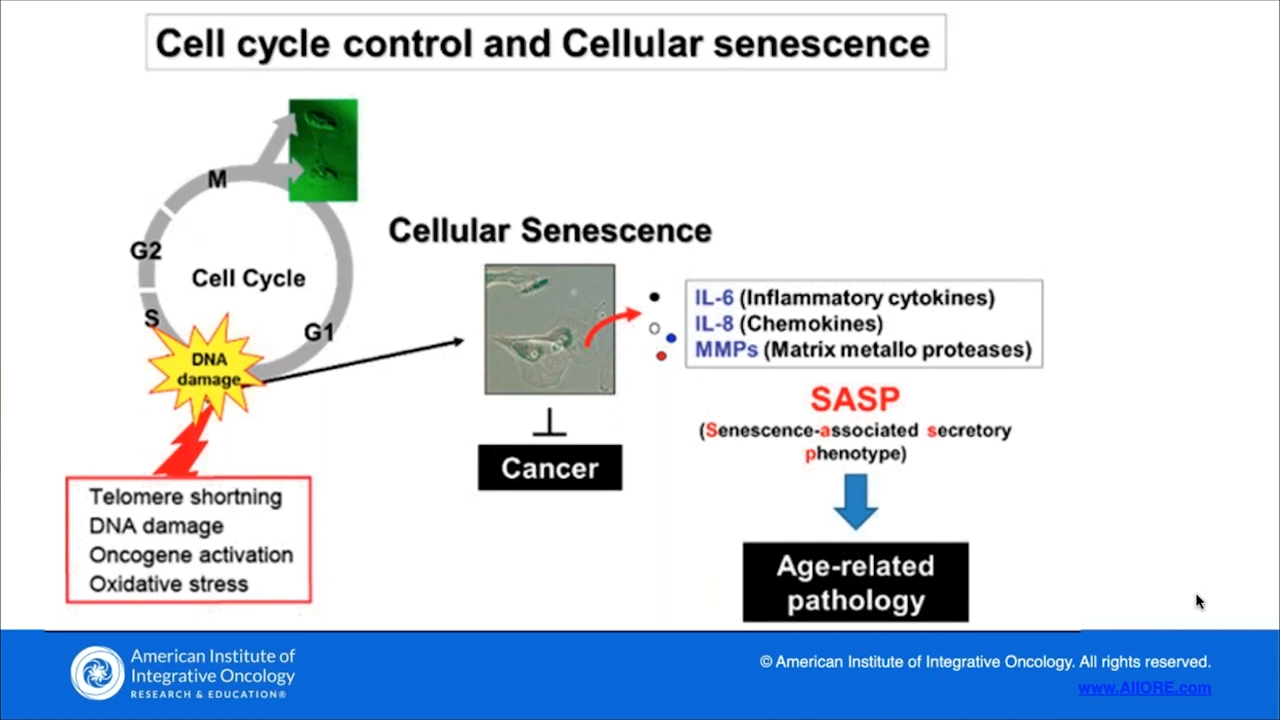 Cell cycle control and Cellular senescence
M
G2
Cell Cycle
S
G1
DNA
damage
Telomere shortning
DNA damage
Oncogene activation
Oxidative stress
Cellular Senescence
Cancer
IL-6 (Inflammatory cytokines)
IL-8 (Chemokines)
MMPs (Matrix metallo proteases)
SASP
(Senescence-associated secretory
phenotype)
Age-related
pathology
American Institute of
Integrative Oncology
RESEARCH & EDUCATION®
© American Institute of Integrative Oncology. All rights reserved.
www.AIIORE.com